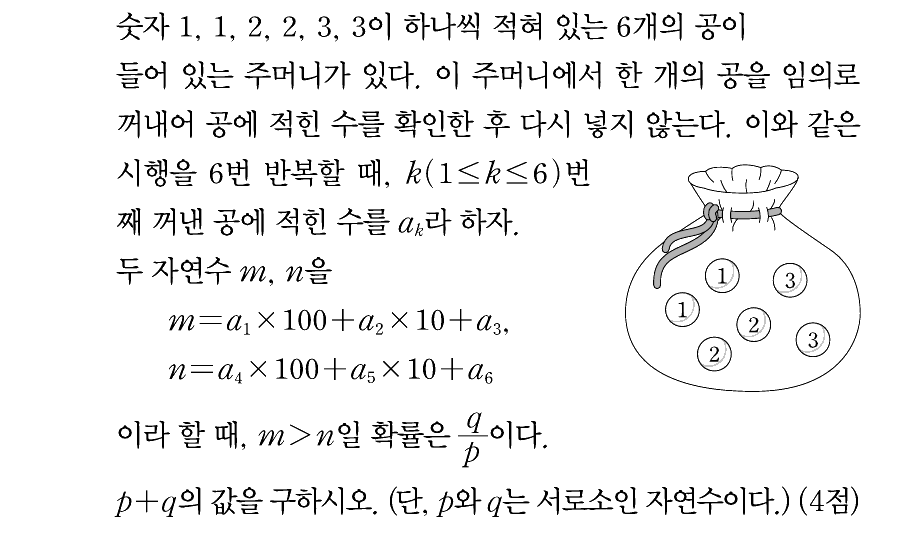 숫자 1, 1, 2, 2, 3, 3이 하나씩 적혀 있는 6개의 공이
들어 있는 주머니가 있다. 이 주머니에서 한 개의 공을 임의로
꺼내어 공에 적힌 수를 확인한 후 다시 넣지 않는다. 이와 같은
시행을 6번 반복할 때, k(1≤k≤6)번
째 꺼낸 공에 적힌 수를 aₖ라 하자.
두 자연수 m, n을
m=a₁×100+a₂×10+a₃,
n=a₄×100+a₅×10+a₆
이라 할 때, m>n일 확률은 q/p이다.
p+q의 값을 구하시오. (단, p와 q는 서로소인 자연수이다.) (4점)
1
3
1
2
2
3